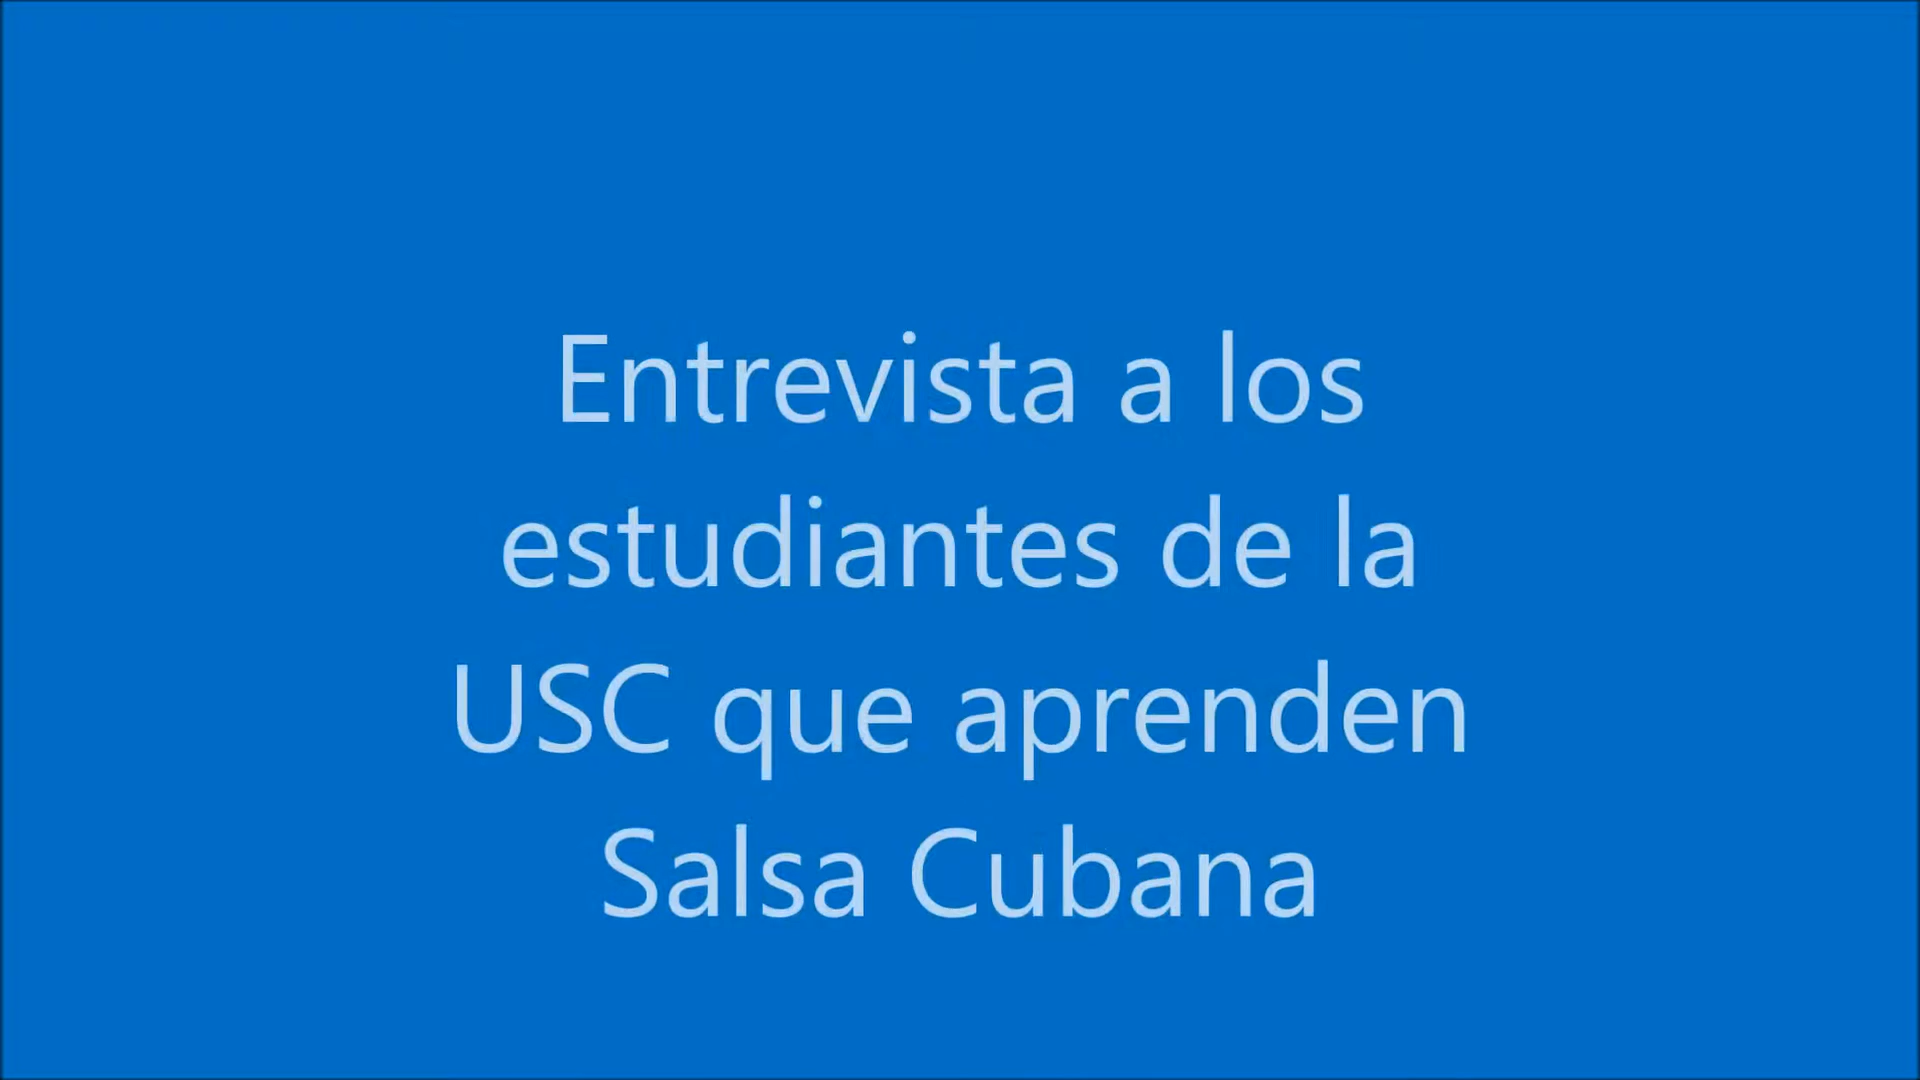 Entrevista a los
estudiantes de la
USC que aprenden
Salsa Cubana